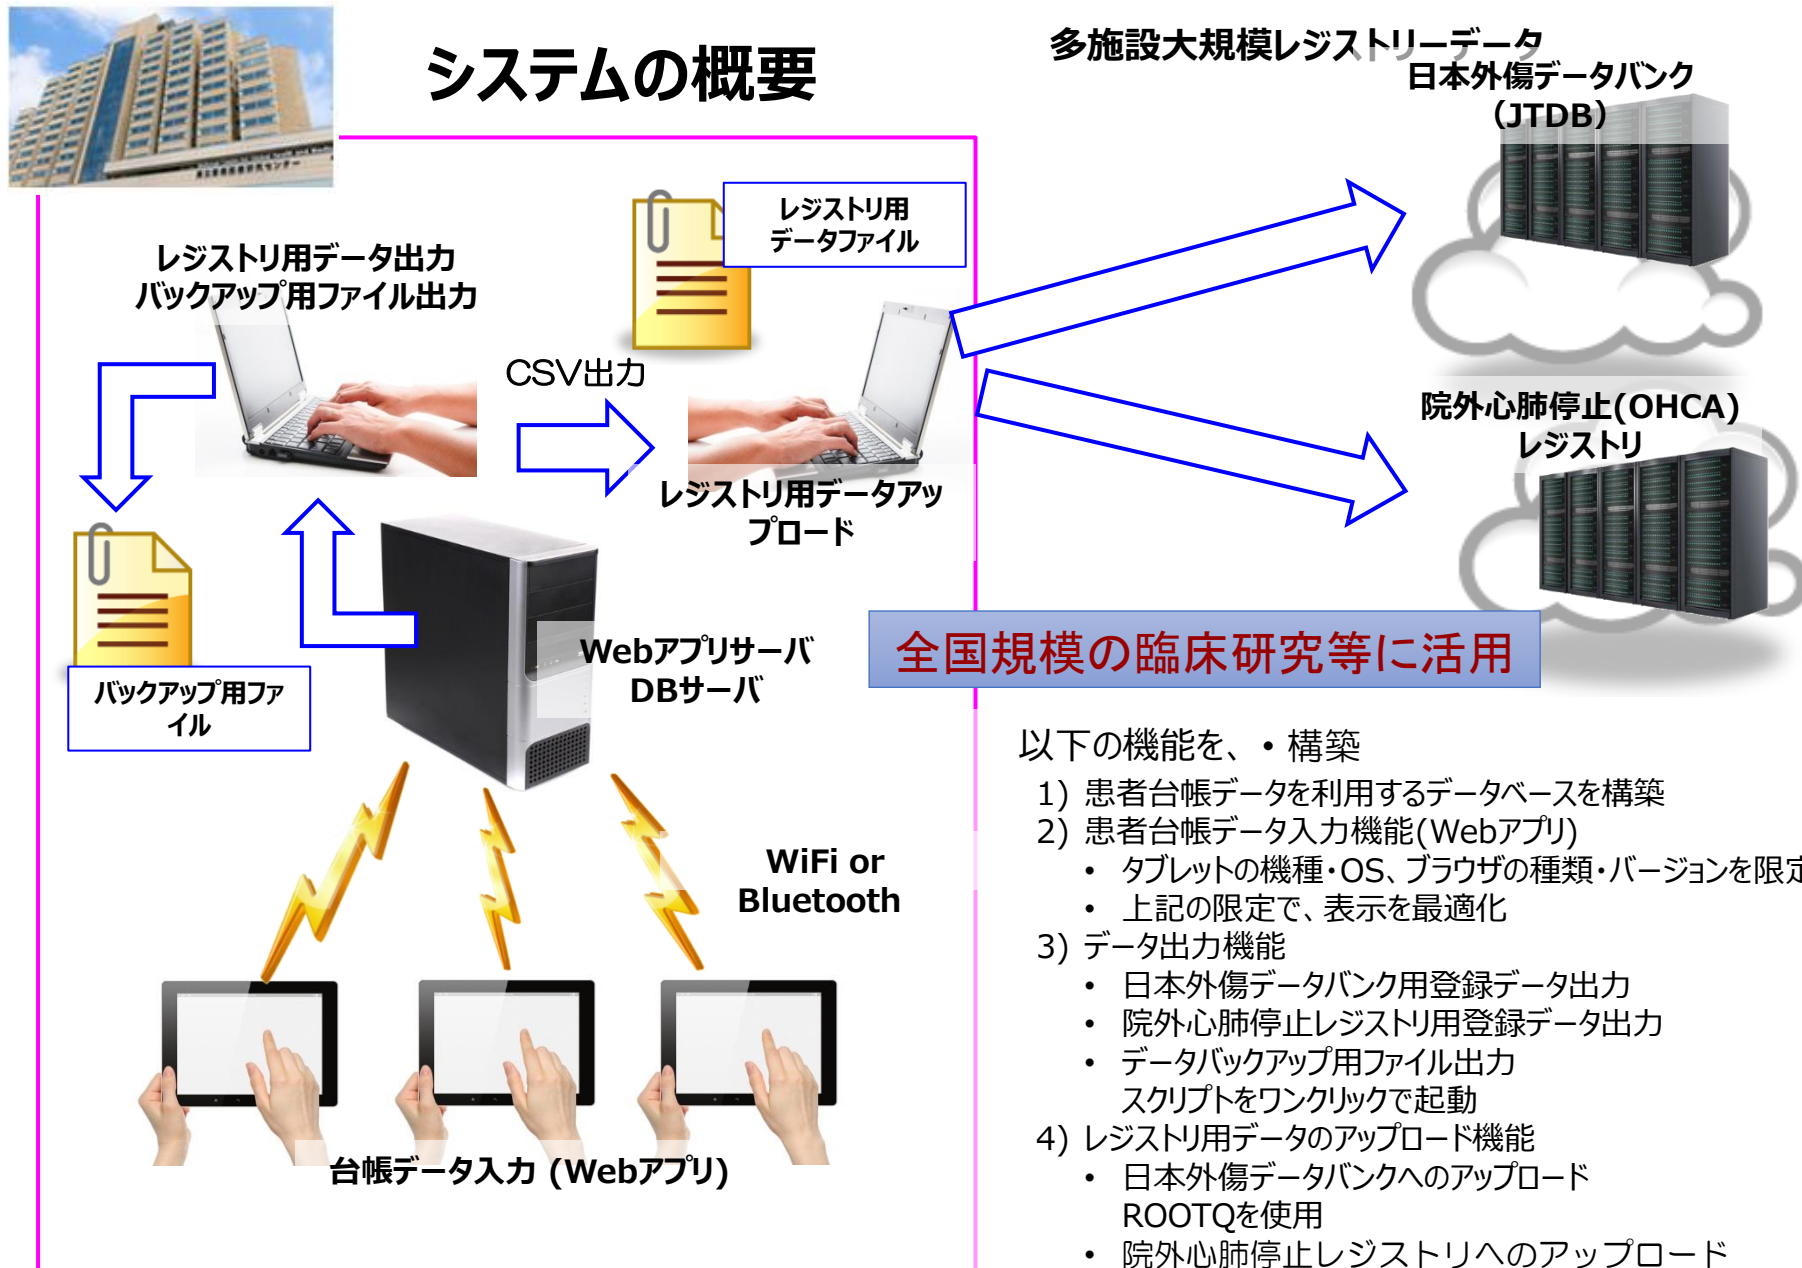 システムの概要
多施設大規模レジストリーデータ
日本外傷データバンク
（JTDB）
レジストリ用
データファイル
レジストリ用データ出力
バックアップ用ファイル出力
CSV出力
レジストリ用データアッ
プロード
院外心肺停止(OHCA)
レジストリ
Webアプリサーバ
DBサーバ
バックアップ用ファ
イル
全国規模の臨床研究等に活用
WiFi or
Bluetooth
台帳データ入力 (Webアプリ)
以下の機能を、・構築
1) 患者台帳データを利用するデータベースを構築
2) 患者台帳データ入力機能(Webアプリ)
• タブレットの機種・OS、ブラウザの種類・バージョンを限定
• 上記の限定で、表示を最適化
3) データ出力機能
• 日本外傷データバンク用登録データ出力
• 院外心肺停止レジストリ用登録データ出力
• データバックアップ用ファイル出力
スクリプトをワンクリックで起動
4) レジストリ用データのアップロード機能
• 日本外傷データバンクへのアップロード
ROOTQを使用
• 院外心肺停止レジストリへのアップロード